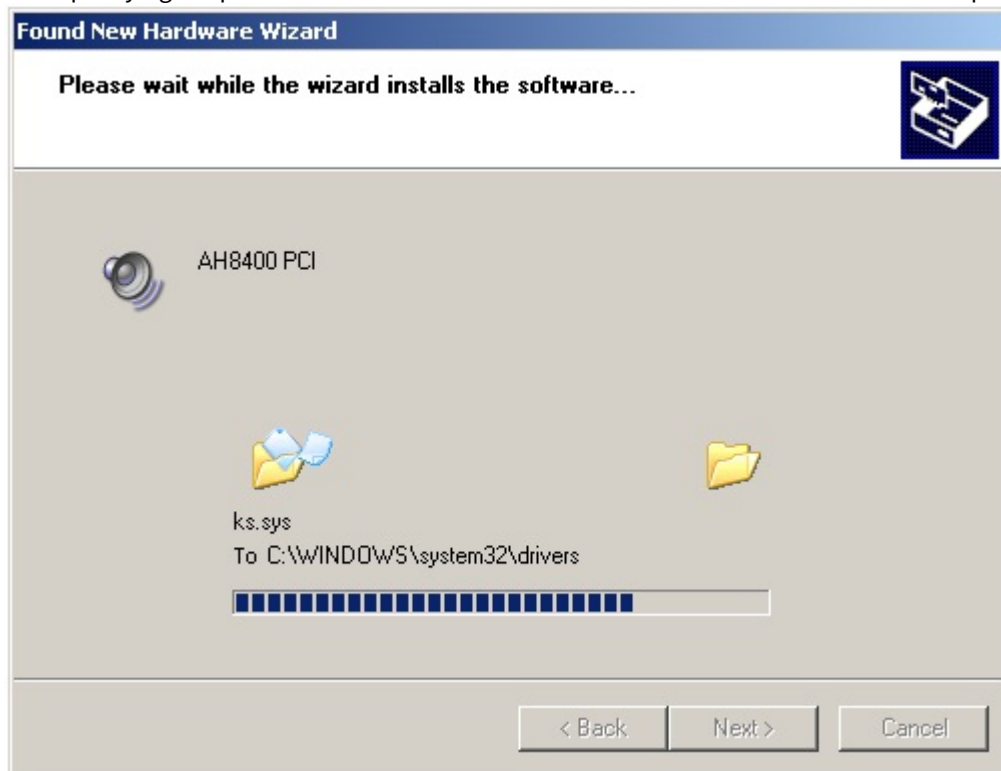 Found New Hardware Wizard
Please wait while the wizard installs the software...
AH8400 PCI
ks.sys
To C:\WINDOWS\system32\drivers
< Back
Next >
Cancel